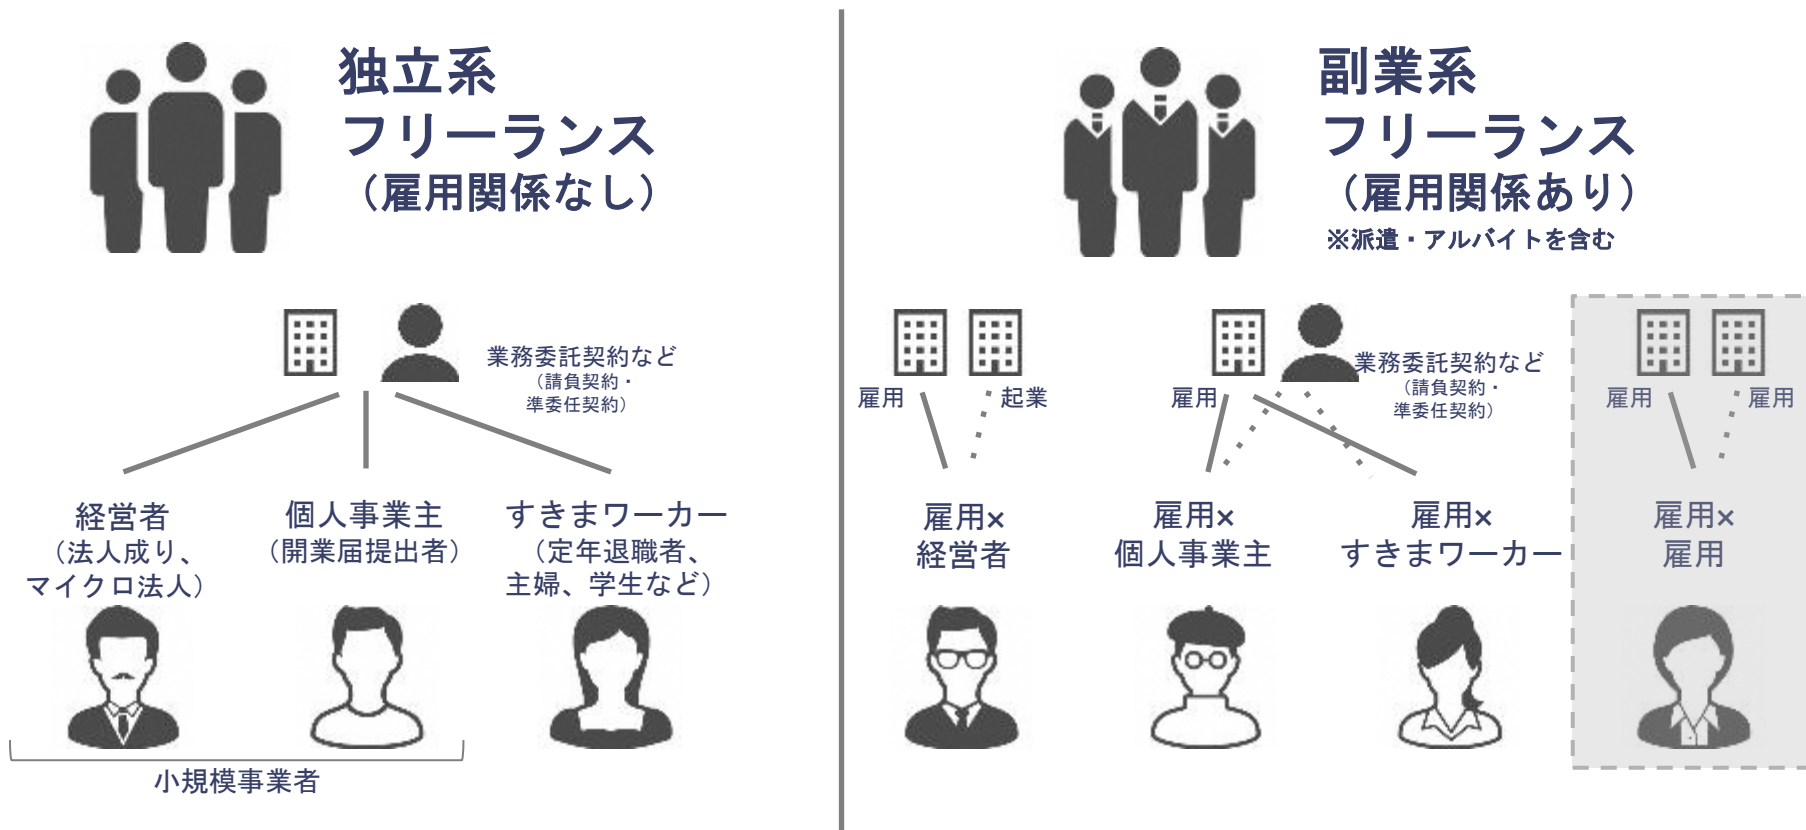 独立系
フリーランス
（雇用関係なし）
業務委託契約など
（請負契約・
準委任契約）
経営者
（法人成り、
マイクロ法人）
個人事業主
（開業届提出者）
すきまワーカー
（定年退職者、
主婦、学生など）
小規模事業者
副業系
フリーランス
（雇用関係あり）
※派遣・アルバイトを含む
雇用
起業
雇用×
経営者
雇用
業務委託契約など
（請負契約・
準委任契約）
雇用×
個人事業主
雇用×
すきまワーカー
雇用
雇用
雇用×
雇用